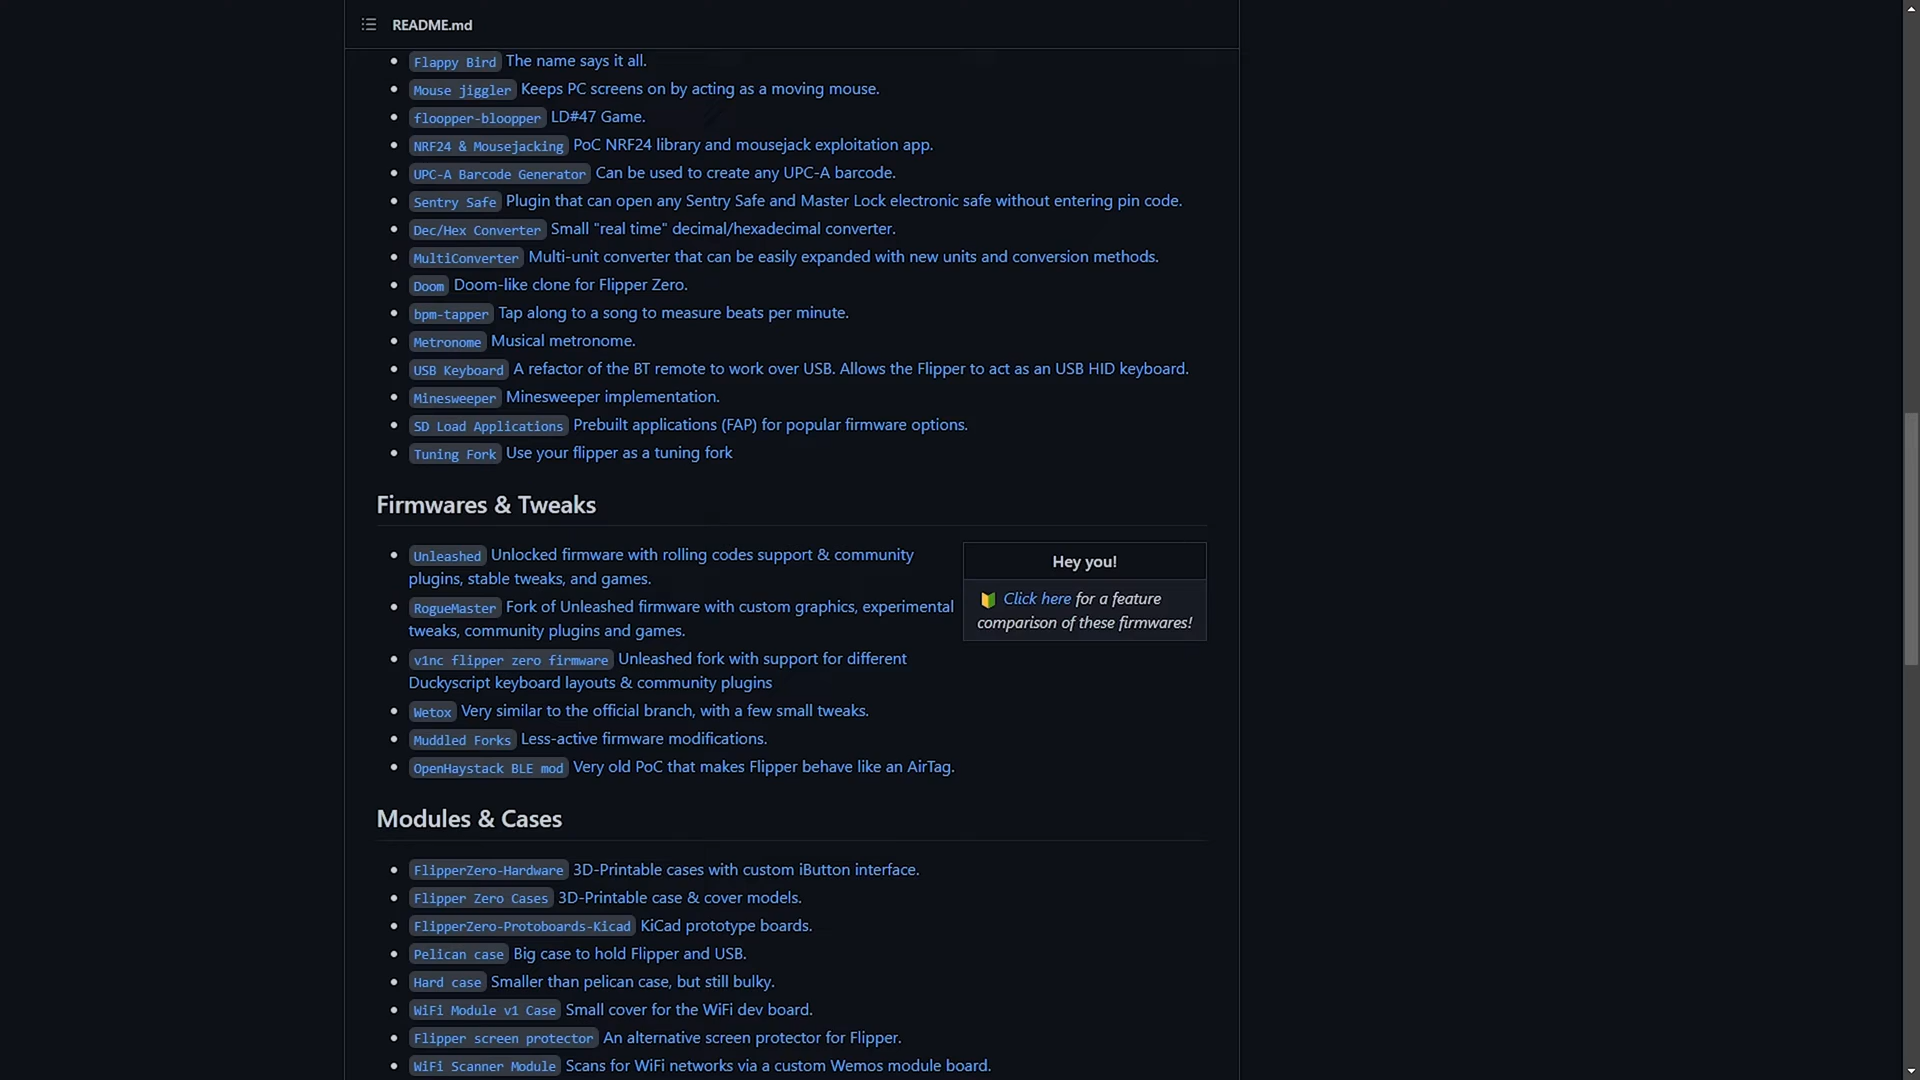 README.md
Flappy Bird The name says it all.
Mouse jiggler Keeps PC screens on by acting as a moving mouse.
floopper-bloopper LD#47 Game.
NRF24 & Mousejacking PoC NRF24 library and mousejack exploitation app.
UPC-A Barcode Generator Can be used to create any UPC-A barcode.
Sentry Safe Plugin that can open any Sentry Safe and Master Lock electronic safe without entering pin code.
Dec/Hex Converter Small "real time" decimal/hexadecimal converter.
MultiConverter Multi-unit converter that can be easily expanded with new units and conversion methods.
Doom Doom-like clone for Flipper Zero.
bpm-tapper Tap along to a song to measure beats per minute.
Metronome Musical metronome.
USB Keyboard A refactor of the BT remote to work over USB. Allows the Flipper to act as an USB HID keyboard.
Minesweeper Minesweeper implementation.
SD Load Applications Prebuilt applications (FAP) for popular firmware options.
Tuning Fork Use your flipper as a tuning fork
Firmwares & Tweaks
Unleashed Unlocked firmware with rolling codes support & community
plugins, stable tweaks, and games.
RogueMaster Fork of Unleashed firmware with custom graphics, experimental
tweaks, community plugins and games.
v1nc flipper zero firmware Unleashed fork with support for different
Duckyscript keyboard layouts & community plugins
Wetox Very similar to the official branch, with a few small tweaks.
Muddled Forks Less-active firmware modifications.
OpenHaystack BLE mod Very old PoC that makes Flipper behave like an AirTag.
Hey you!
Click here for a feature
comparison of these firmwares!
Modules & Cases
FlipperZero-Hardware 3D-Printable cases with custom iButton interface.
Flipper Zero Cases 3D-Printable case & cover models.
FlipperZero-Protoboards-Kicad KiCad prototype boards.
Pelican case Big case to hold Flipper and USB.
Hard case Smaller than pelican case, but still bulky.
WiFi Module v1 Case Small cover for the WiFi dev board.
Flipper screen protector An alternative screen protector for Flipper.
WiFi Scanner Module Scans for WiFi networks via a custom Wemos module board.